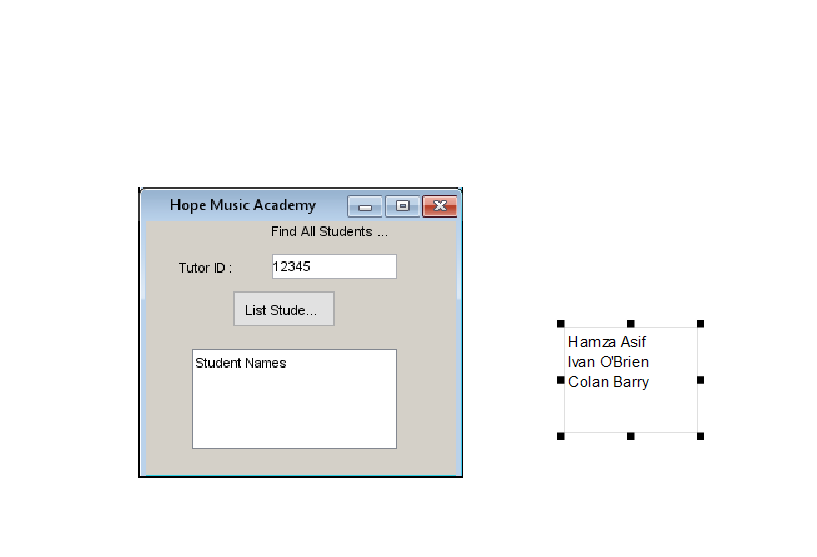 Hope Music Academy
Find All Students ...
Tutor ID :
12345
List Stude...
Student Names
Hamza Asif
Ivan O'Brien
Colan Barry